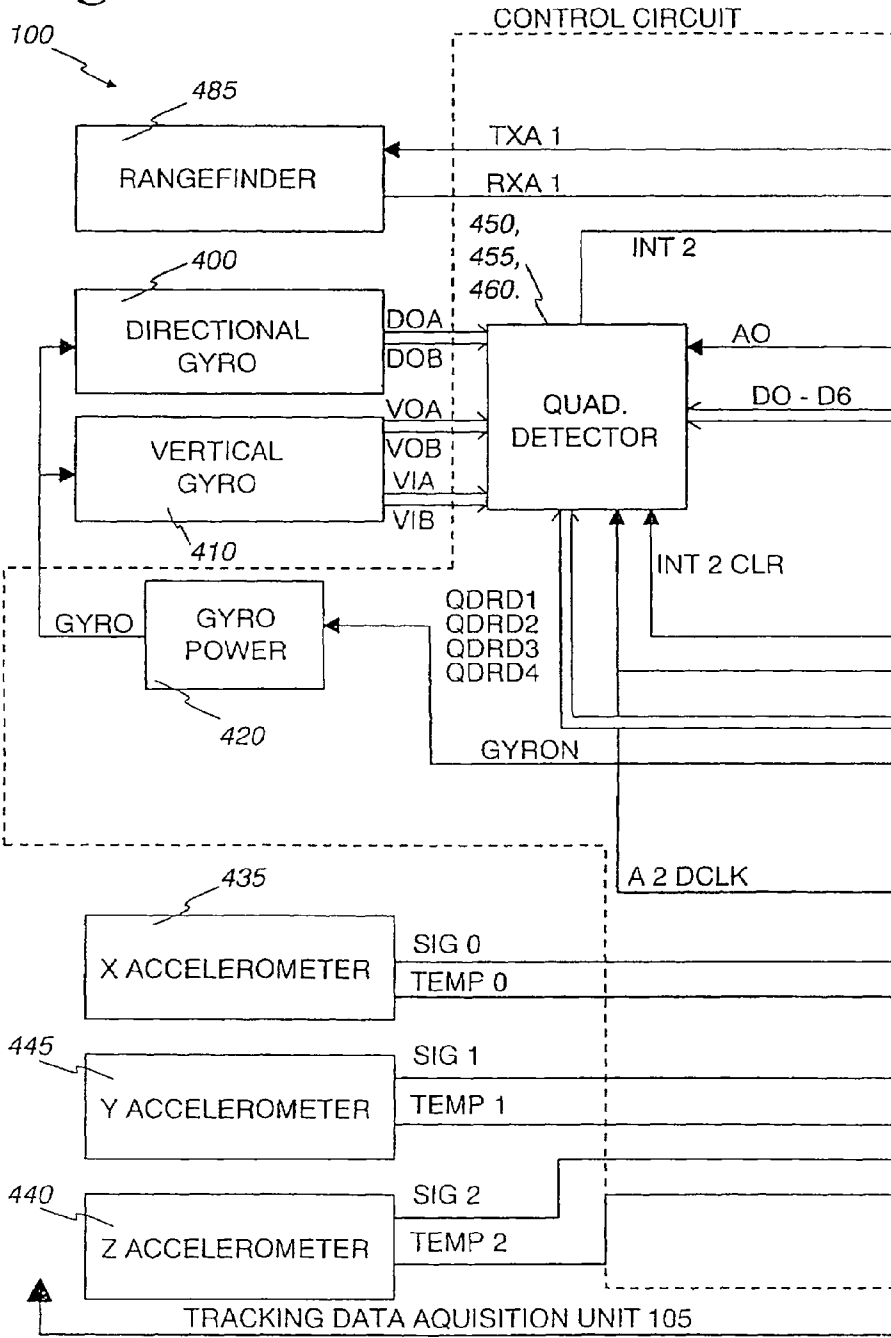 CONTROL CIRCUIT
100
485
RANGEFINDER
TXA 1
RXA 1
450,
455,
460.
INT 2
400
DIRECTIONAL
GYRO
DOA
DOB
QUAD.
DETECTOR
AO
DO - D6
VERTICAL
GYRO
VOA
VOB
VIA
VIB
410
INT 2 CLR
GYRO
GYRO
POWER
420
QDRD1
QDRD2
QDRD3
QDRD4
GYRON
A 2 DCLK
435
X ACCELEROMETER
SIG 0
TEMP 0
445
Y ACCELEROMETER
SIG 1
TEMP 1
440
Z ACCELEROMETER
SIG 2
TEMP 2
TRACKING DATA AQUISITION UNIT 105